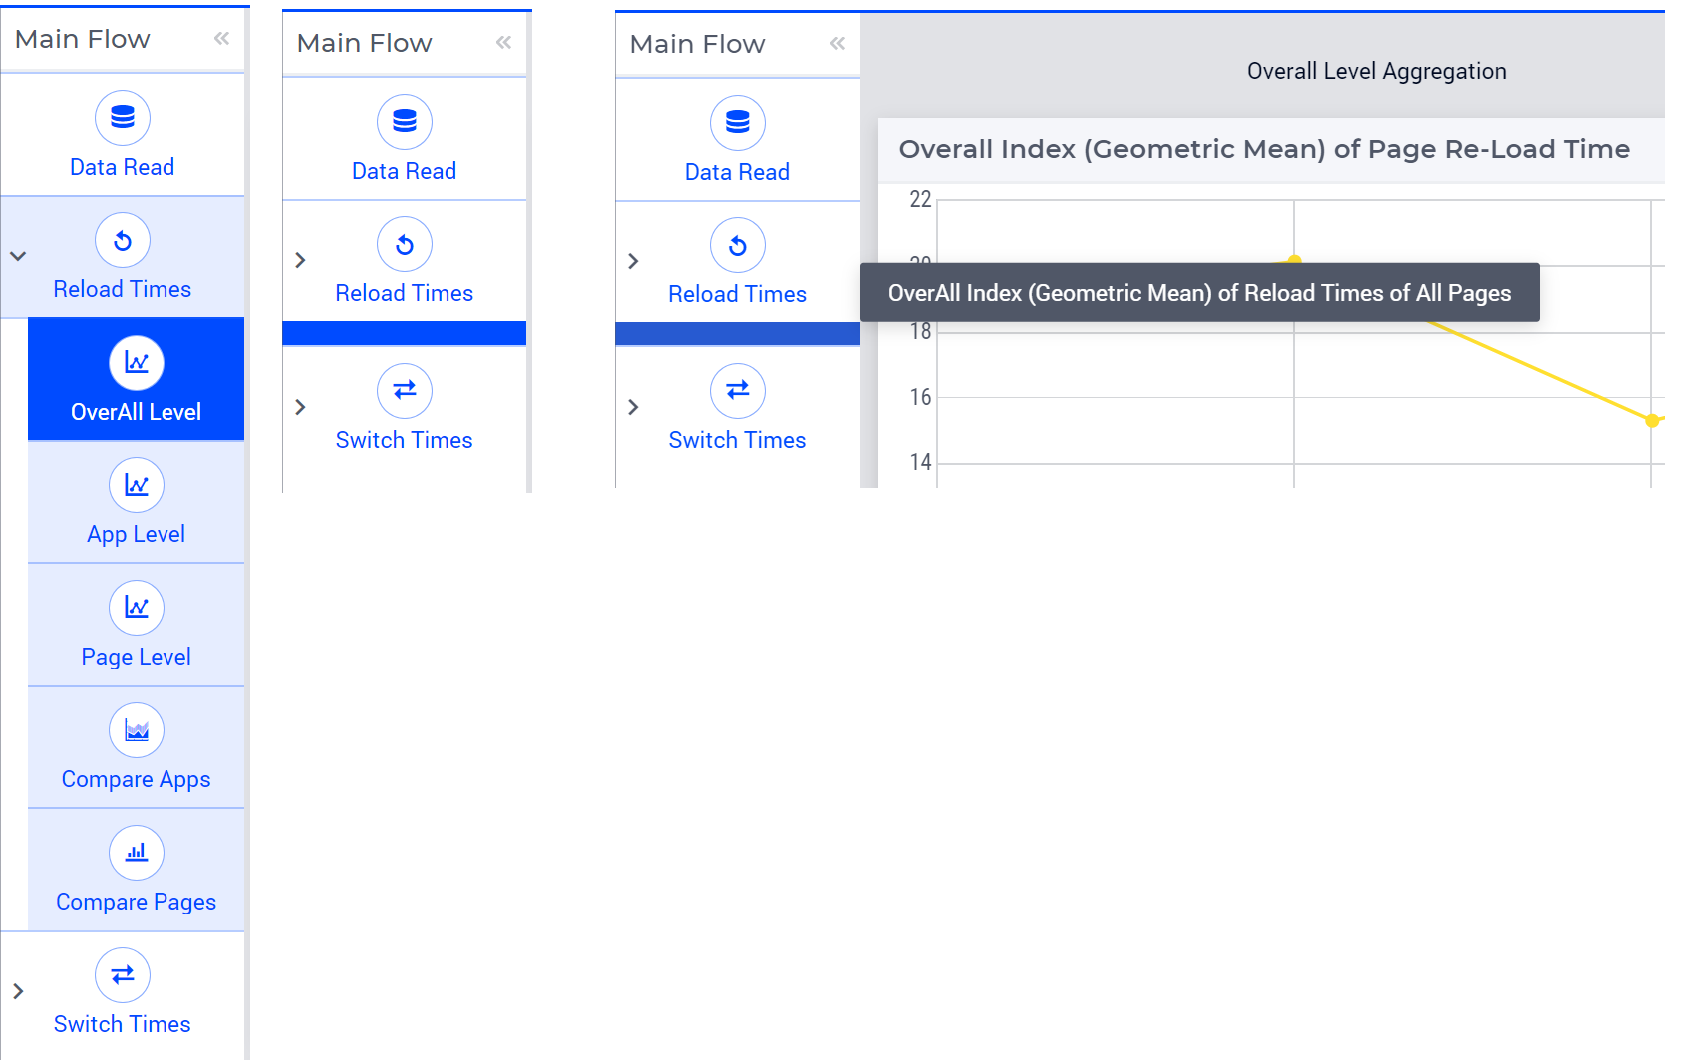 Main Flow
Data Read
Reload Times
OverAll Level
App Level
Page Level
Compare Apps
Compare Pages
Switch Times
Main Flow
Data Read
Reload Times
Switch Times
Main Flow
Data Read
Reload Times
Switch Times
Overall Level Aggregation
Overall Index (Geometric Mean) of Page Re-Load Time
22
20
OverAll Index (Geometric Mean) of Reload Times of All Pages
18
16
14